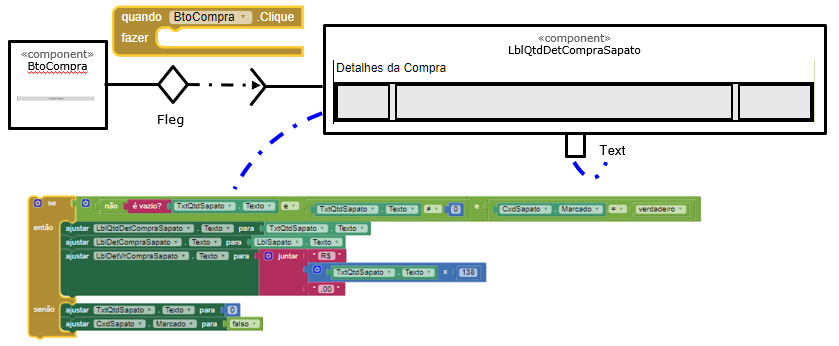 quando BtoCompra .Clique
fazer
«component»
BtoCompra
Fleg
«component»
LblQtdDetCompraSapato
Detalhes da Compra
Text
se não é vazio? TxtQtdSapato . Texto e TxtQtdSapato . Texto ≠ 0 e CxdSapato . Marcado = verdadeiro
então ajustar LblQtdDetCompraSapato . Texto para TxtQtdSapato . Texto
ajustar LblDetCompraSapato . Texto para LblSapato . Texto
ajustar LblDetVrCompraSapato . Texto para juntar " R$ "
TxtQtdSapato . Texto × 138
" ,00 "
senão ajustar TxtQtdSapato . Texto para 0
ajustar CxdSapato . Marcado para falso